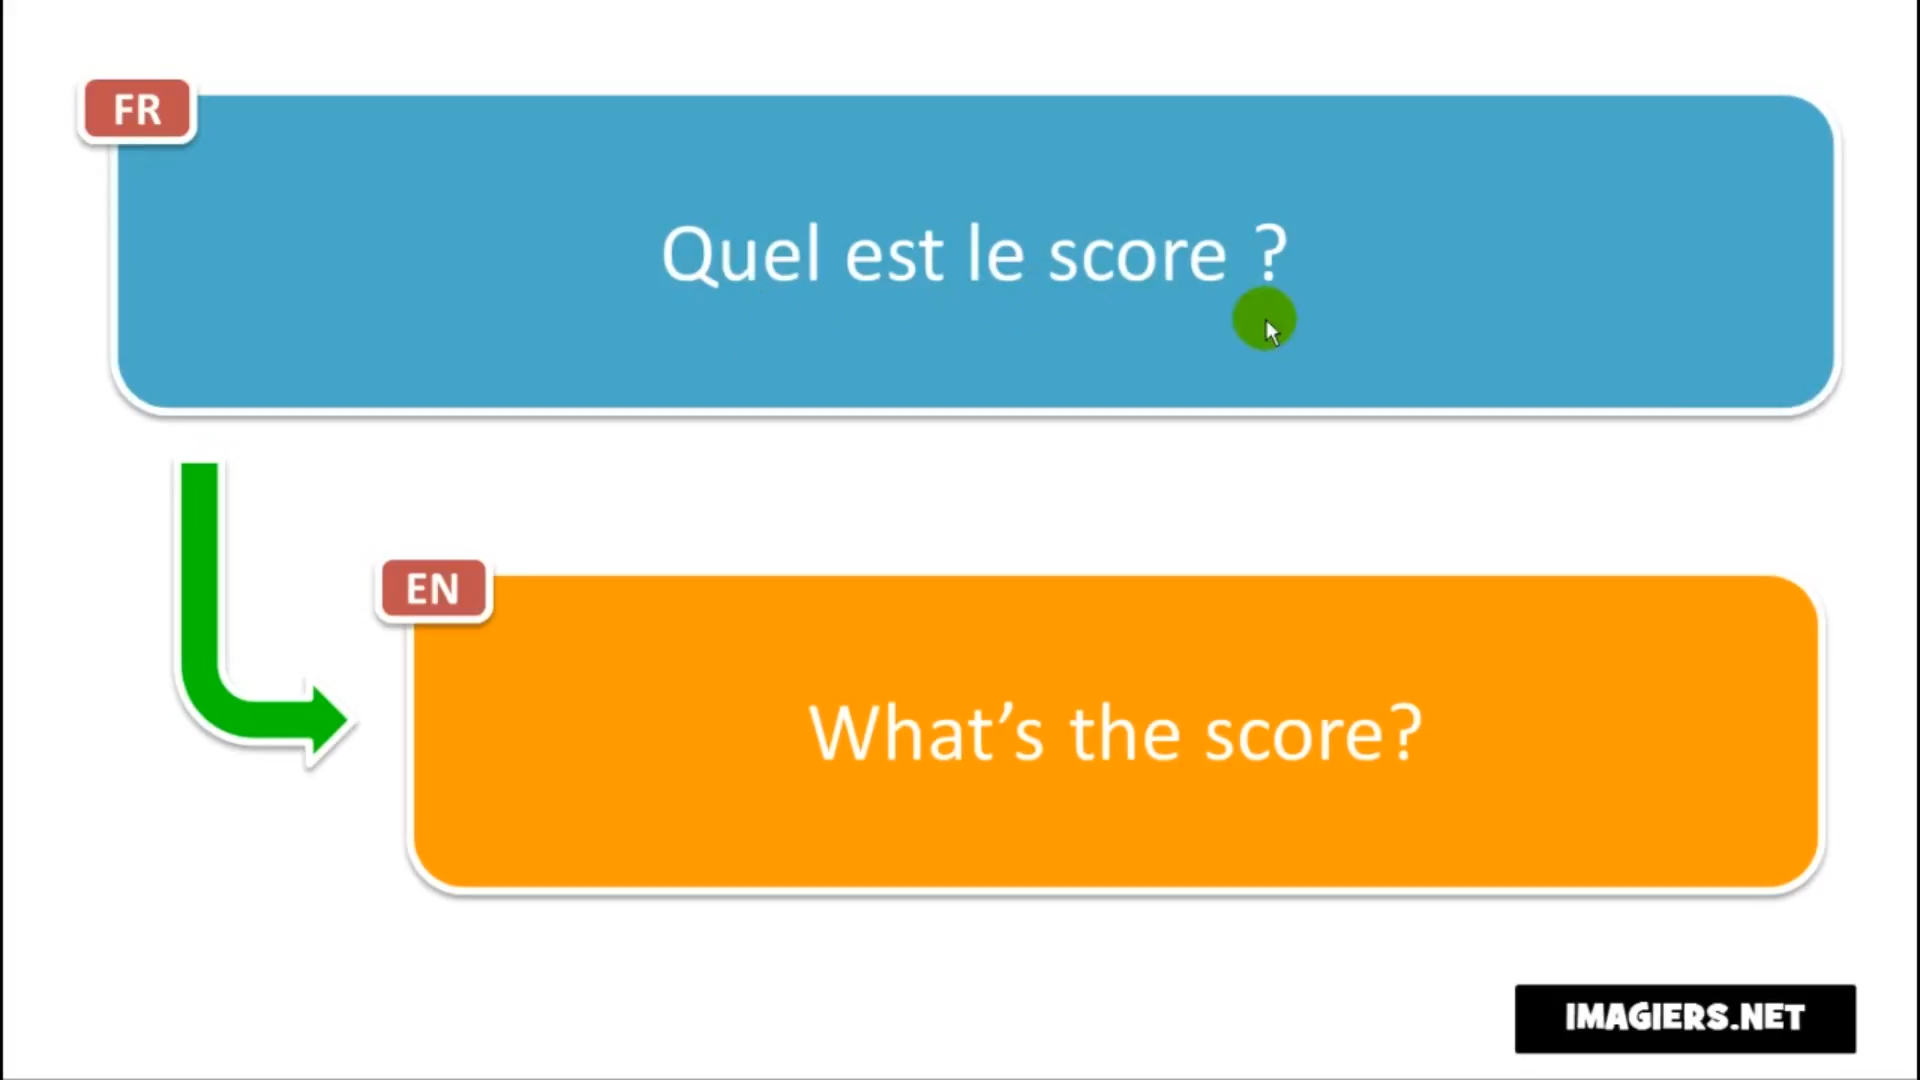 FR
Quel est le score ?
EN
What’s the score?
IMAGIERS.NET